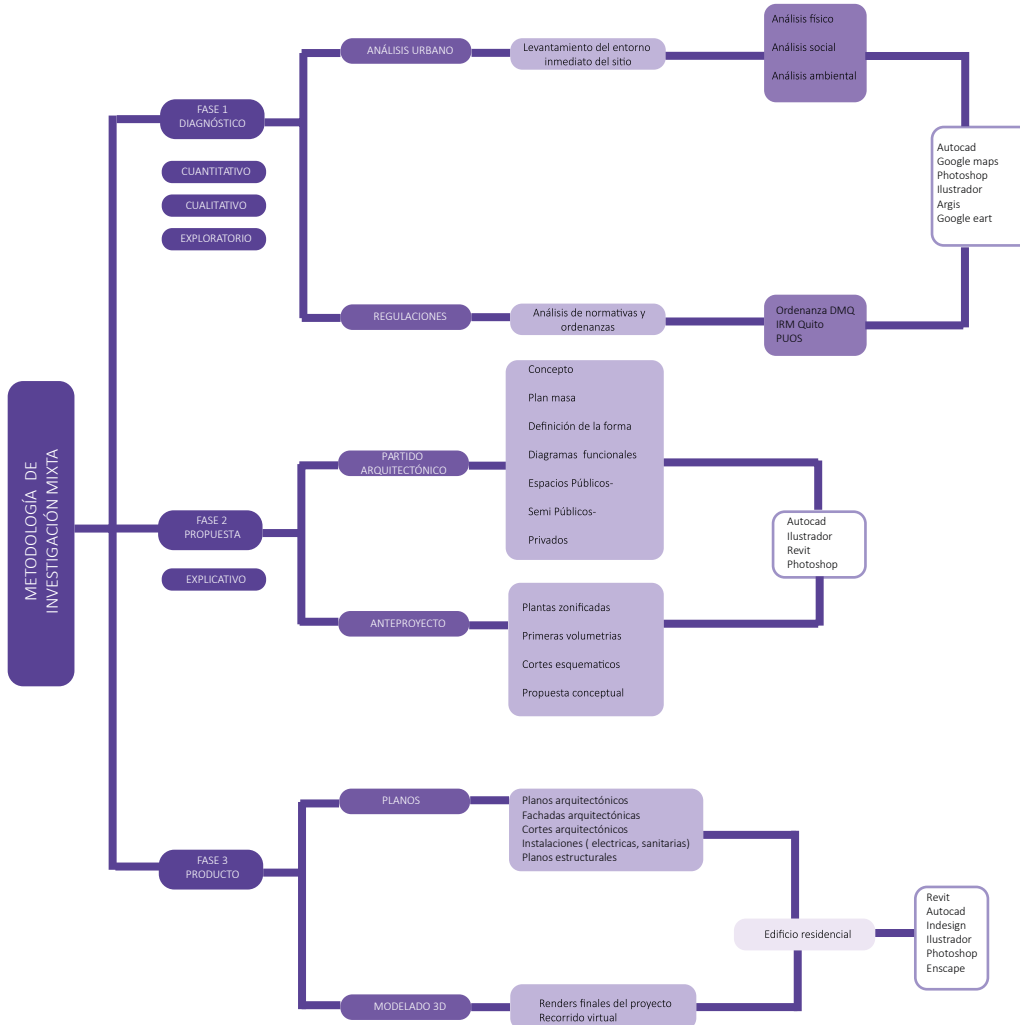 METODOLOGÍA DE
INVESTIGACIÓN MIXTA
FASE 1
DIAGNÓSTICO
CUANTITATIVO
CUALITATIVO
EXPLORATORIO
ANÁLISIS URBANO
Levantamiento del entorno
inmediato del sitio
Análisis físico
Análisis social
Análisis ambiental
REGULACIONES
Análisis de normativas y
ordenanzas
Ordenanza DMQ
IRM Quito
PUOS
Autocad
Google maps
Photoshop
Ilustrador
Argis
Google eart
FASE 2
PROPUESTA
EXPLICATIVO
PARTIDO
ARQUITECTÓNICO
Concepto
Plan masa
Definición de la forma
Diagramas funcionales
Espacios Públicos-
Semi Públicos-
Privados
ANTEPROYECTO
Plantas zonificadas
Primeras volumetrias
Cortes esquematicos
Propuesta conceptual
Autocad
Ilustrador
Revit
Photoshop
FASE 3
PRODUCTO
PLANOS
Planos arquitectónicos
Fachadas arquitectónicas
Cortes arquitectónicos
Instalaciones ( electricas, sanitarias)
Planos estructurales
MODELADO 3D
Renders finales del proyecto
Recorrido virtual
Edificio residencial
Revit
Autocad
Indesign
Ilustrador
Photoshop
Enscape